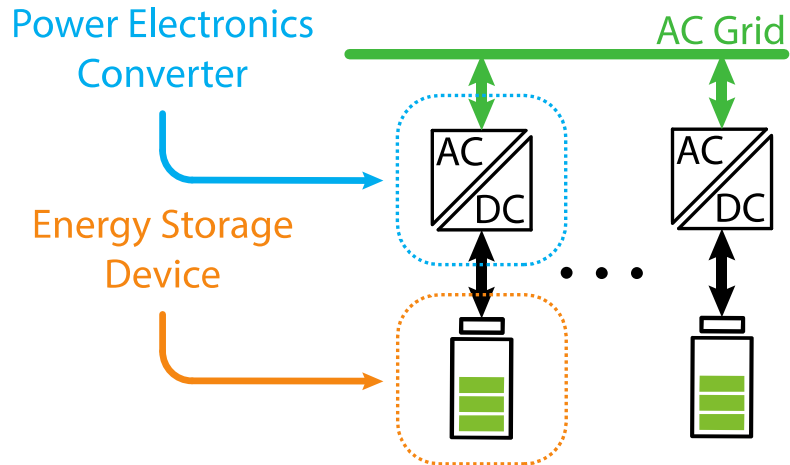 Power Electronics
Converter
AC Grid
AC
DC
AC
DC
Energy Storage
Device